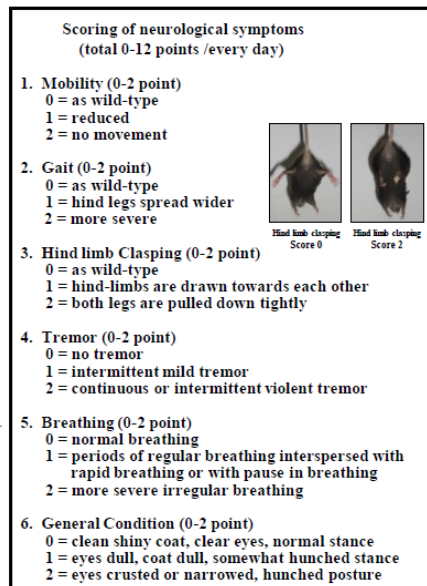 Scoring of neurological symptoms
(total 0-12 points /every day)
1. Mobility (0-2 point)
0 = as wild-type
1 = reduced
2 = no movement
2. Gait (0-2 point)
0 = as wild-type
1 = hind legs spread wider
2 = more severe
Hind limb clasping
Score 0
Hind limb clasping
Score 2
3. Hind limb Clasping (0-2 point)
0 = as wild-type
1 = hind-limbs are drawn towards each other
2 = both legs are pulled down tightly
4. Tremor (0-2 point)
0 = no tremor
1 = intermittent mild tremor
2 = continuous or intermittent violent tremor
5. Breathing (0-2 point)
0 = normal breathing
1 = periods of regular breathing interspersed with
rapid breathing or with pause in breathing
2 = more severe irregular breathing
6. General Condition (0-2 point)
0 = clean shiny coat, clear eyes, normal stance
1 = eyes dull, coat dull, somewhat hunched stance
2 = eyes crusted or narrowed, hunched posture